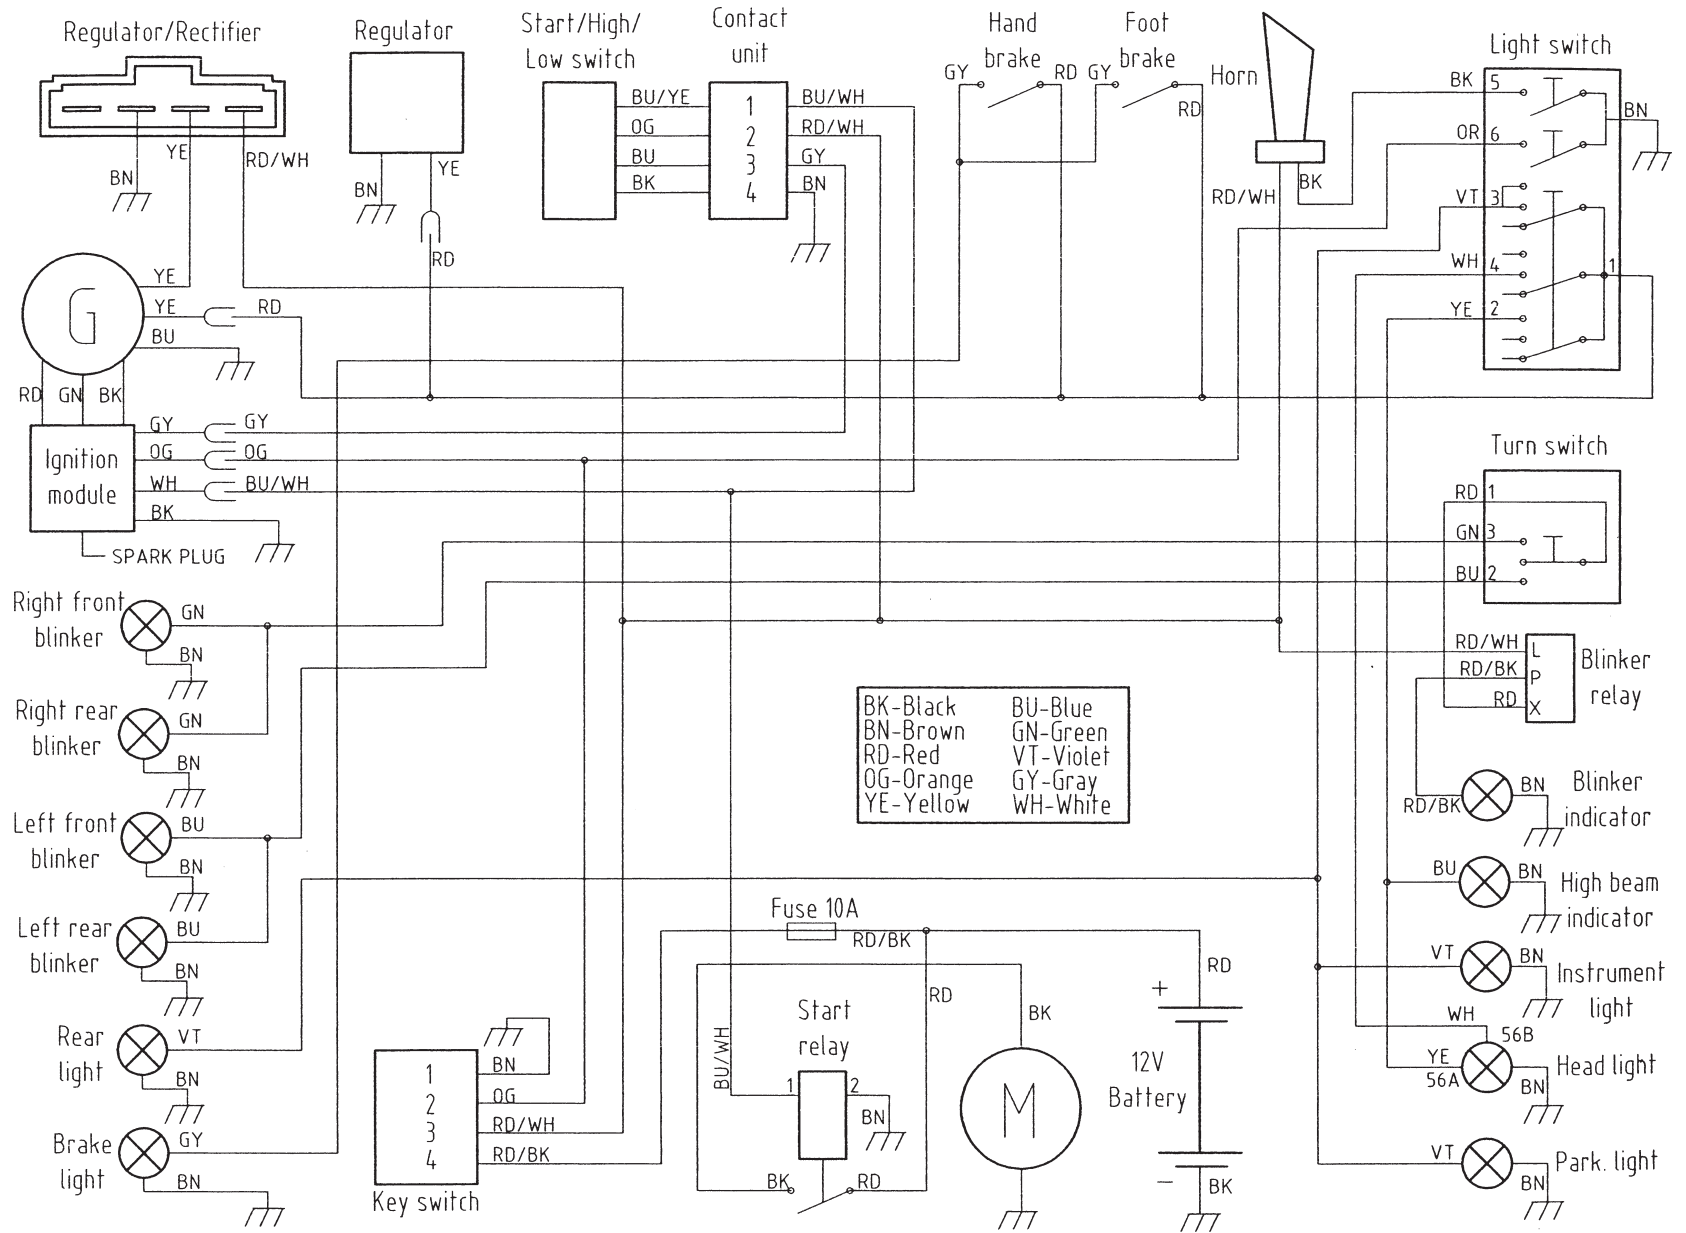 Regulator/Rectifier
BN
YE
RD/WH
Regulator
BN
YE
RD
Start/High/
Low switch
BU/YE
OG
BU
BK
Contact
unit
1
2
3
4
BU/WH
RD/WH
GY
BN
Hand
brake
GY
RD
Foot
brake
GY
RD
Horn
RD/WH
BK
Light switch
BK 5
OR 6
VT 3
WH 4
YE 2
1
BN
G
YE
YE
RD
BU
RD
GN
BK
Ignition
module
GY
GY
OG
OG
WH
BU/WH
BK
SPARK PLUG
Turn switch
RD 1
GN 3
BU 2
RD/WH
L
RD/BK
P
RD
X
Blinker
relay
Right front
blinker
GN
BN
Right rear
blinker
GN
BN
Left front
blinker
BU
BN
Left rear
blinker
BU
BN
Rear
light
VT
BN
Brake
light
GY
BN
BK-Black
BN-Brown
RD-Red
OG-Orange
YE-Yellow
BU-Blue
GN-Green
VT-Violet
GY-Gray
WH-White
RD/BK
BN
Blinker
indicator
BU
BN
High beam
indicator
VT
BN
Instrument
light
WH
56B
YE
56A
BN
Head light
VT
BN
Park. light
1
2
3
4
BN
OG
RD/WH
RD/BK
Key switch
Fuse 10A
RD/BK
RD
BU/WH
Start
relay
1
2
BN
BK
RD
BK
M
RD
+
12V
Battery
-
BK